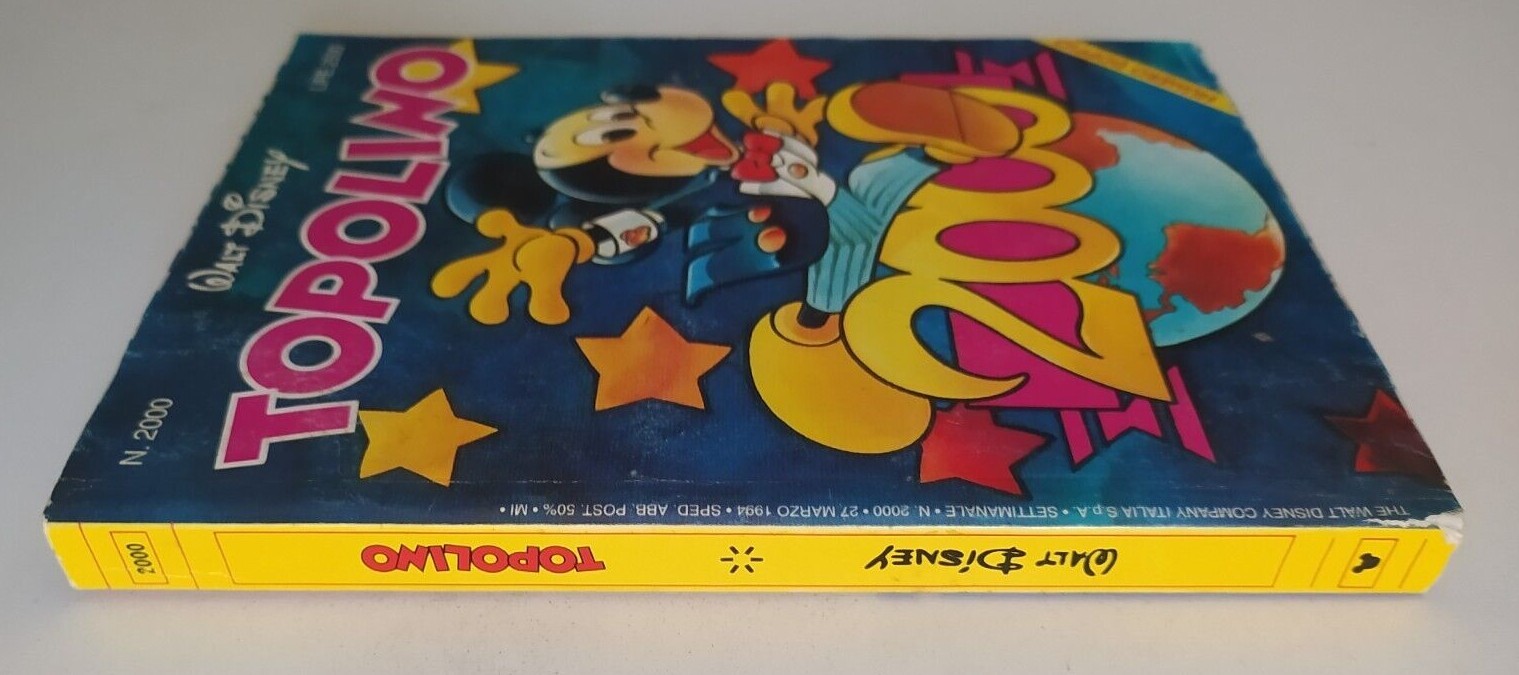 N. 2000
WALT DISNEY
TOPOLINO
2000
THE WALT DISNEY COMPANY ITALIA S.p.A. • SETTIMANALE • N. 2000 • 27 MARZO 1994 • SPED. ABB. POST. 50% • MI •
WALT DISNEY
TOPOLINO
2000